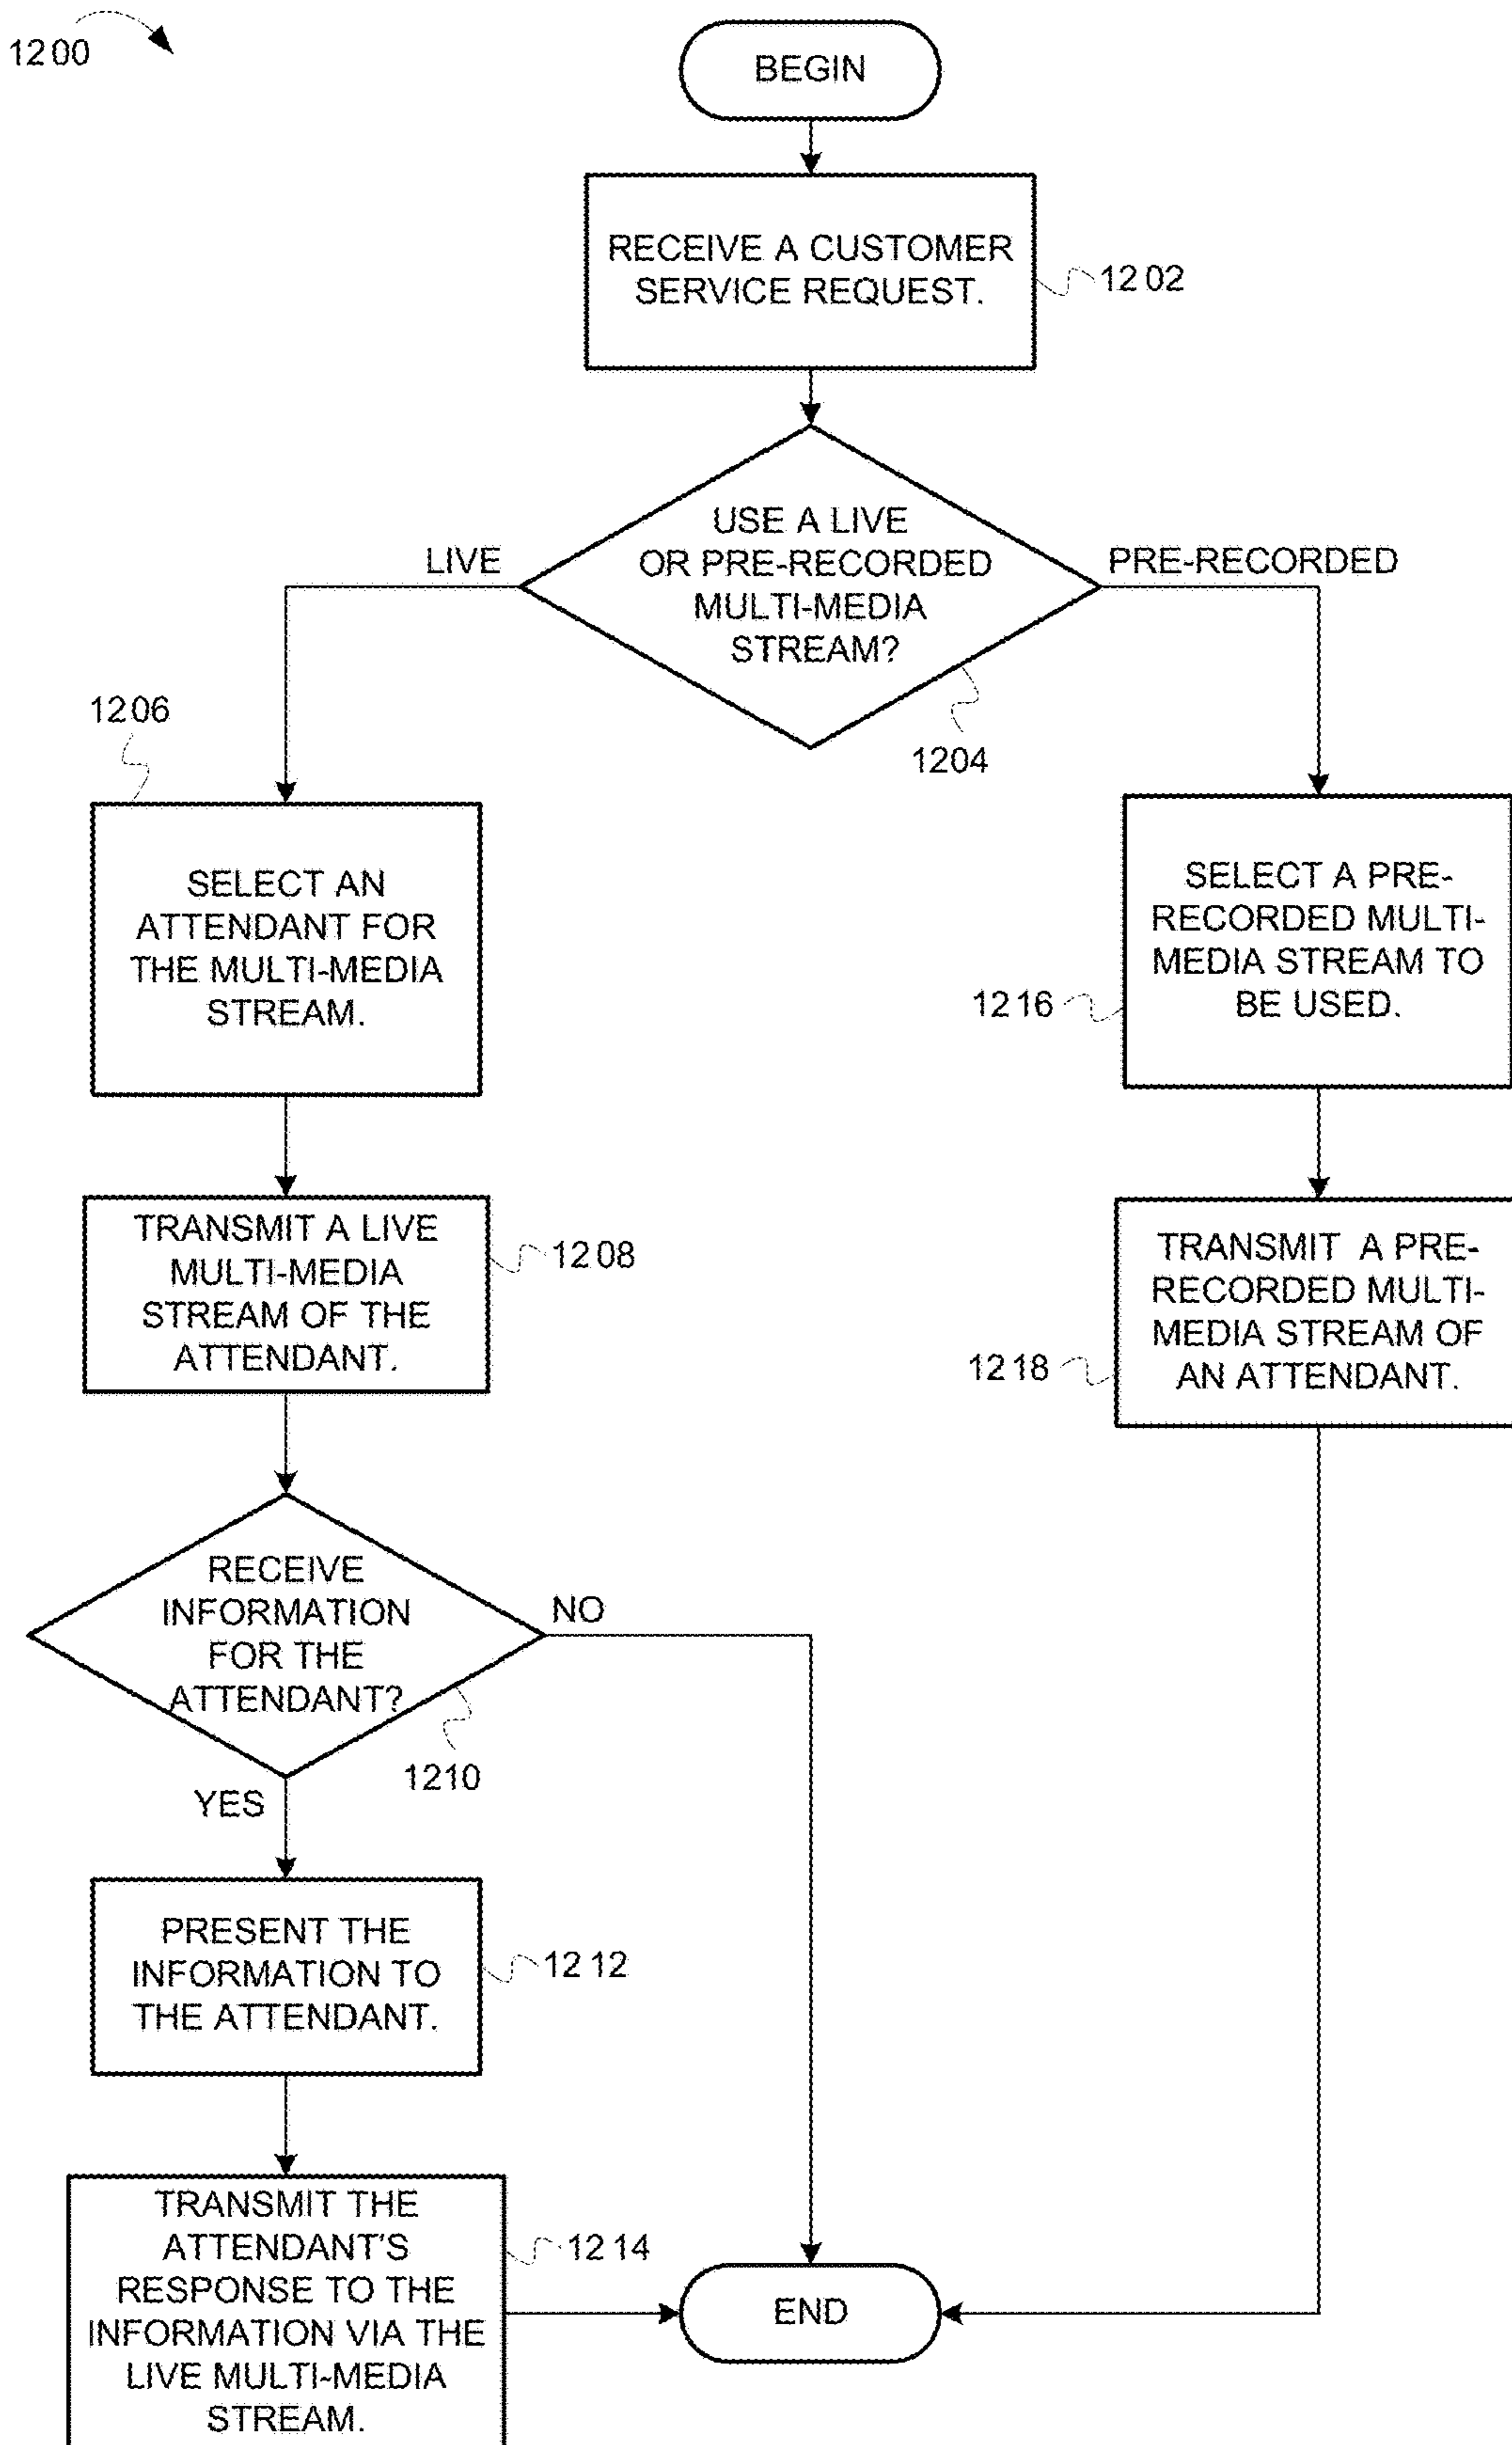 1200
BEGIN
RECEIVE A CUSTOMER
SERVICE REQUEST.
1202
USE A LIVE
OR PRE-RECORDED
MULTI-MEDIA
STREAM?
LIVE
PRE-RECORDED
1204
1206
SELECT AN
ATTENDANT FOR
THE MULTI-MEDIA
STREAM.
SELECT A PRE-
RECORDED MULTI-
MEDIA STREAM TO
BE USED.
1216
TRANSMIT A LIVE
MULTI-MEDIA
STREAM OF THE
ATTENDANT.
1208
TRANSMIT A PRE-
RECORDED MULTI-
MEDIA STREAM OF
AN ATTENDANT.
1218
RECEIVE
INFORMATION
FOR THE
ATTENDANT?
NO
1210
YES
PRESENT THE
INFORMATION TO
THE ATTENDANT.
1212
TRANSMIT THE
ATTENDANT'S
RESPONSE TO THE
INFORMATION VIA THE
LIVE MULTI-MEDIA
STREAM.
1214
END